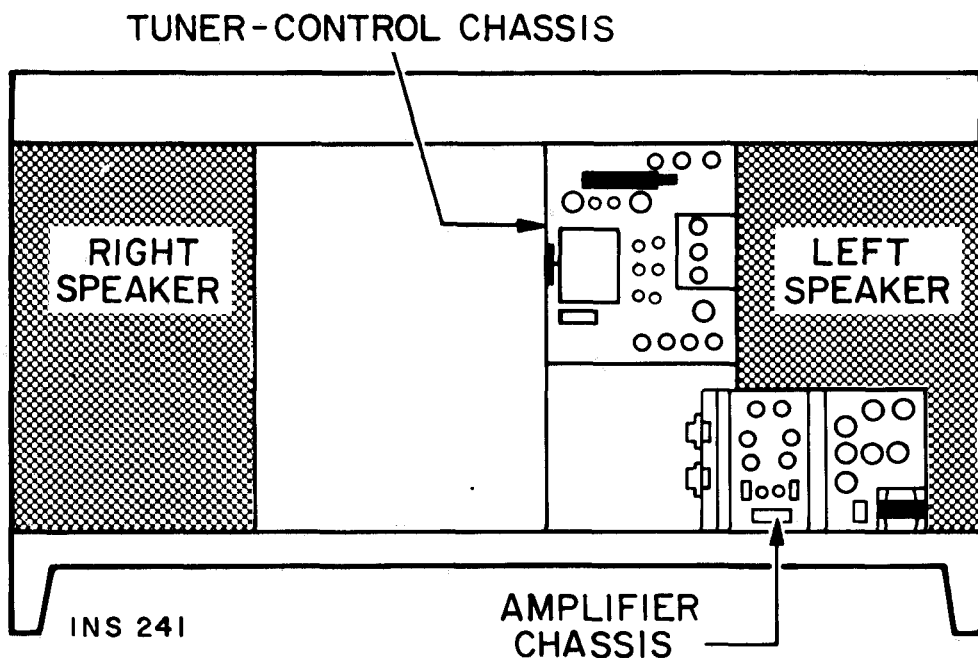 TUNER-CONTROL CHASSIS
RIGHT
SPEAKER
LEFT
SPEAKER
INS 241
AMPLIFIER
CHASSIS